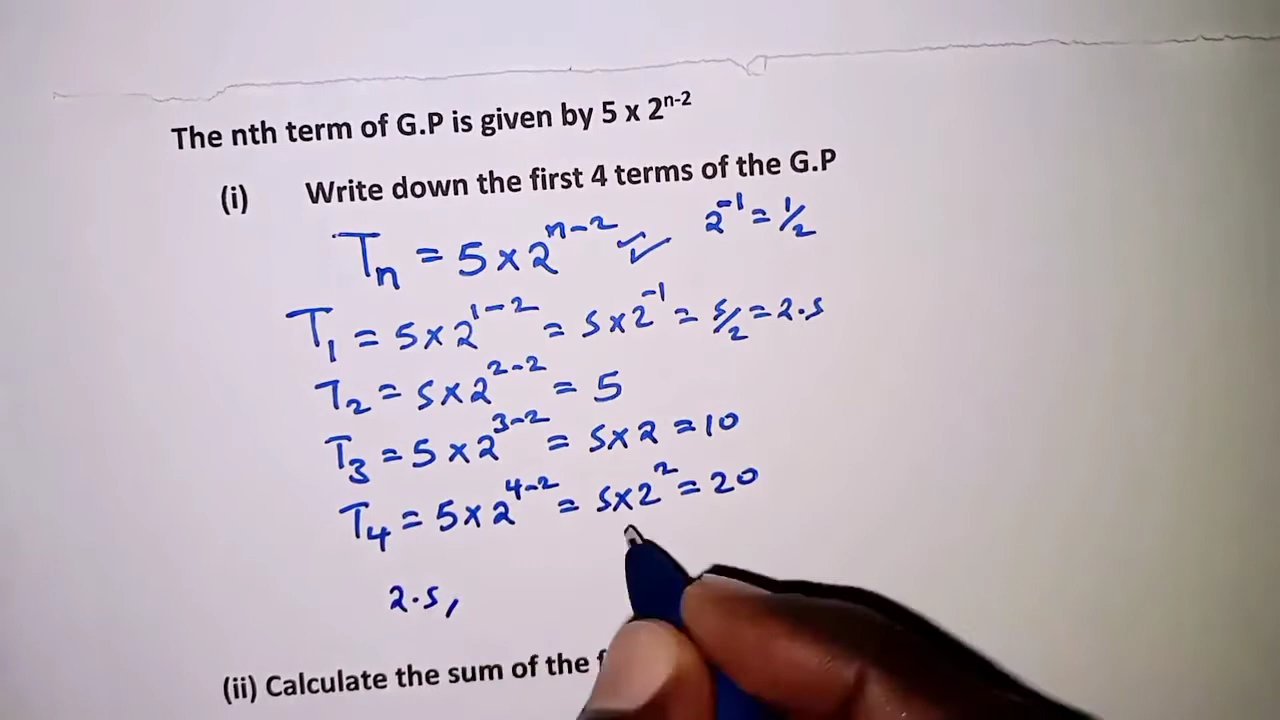 The nth term of G.P is given by 5 x 2^{n-2}
(i) Write down the first 4 terms of the G.P
Tₙ = 5 × 2^{n-2} ✓ 2^{-1} = 1/2
T₁ = 5 × 2^{1-2} = 5 × 2^{-1} = 5/2 = 2.5
T₂ = 5 × 2^{2-2} = 5
T₃ = 5 × 2^{3-2} = 5 × 2 = 10
T₄ = 5 × 2^{4-2} = 5 × 2^2 = 20
2.5,
(ii) Calculate the sum of the